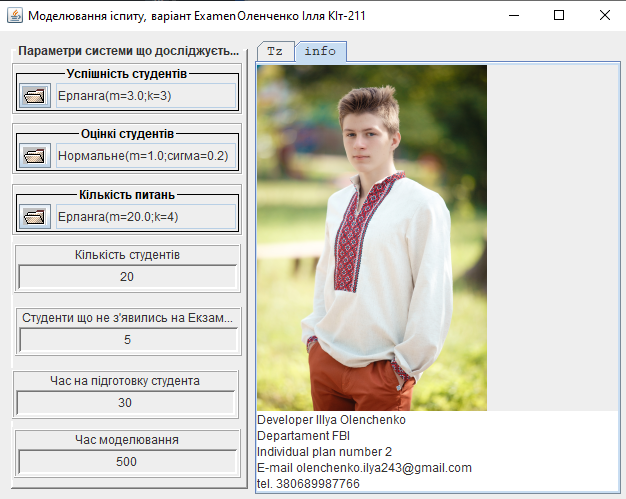 Моделювання іспиту, варіант ExamenОленченко Ілля КІт-211
Параметри системи що досліджуєть...
Успішність студентів
Ерланга(m=3.0;k=3)
Оцінкі студентів
Нормальне(m=1.0;сигма=0.2)
Кількість питань
Ерланга(m=20.0;k=4)
Кількість студентів
20
Студенти що не з'явились на Екзам...
5
Час на підготовку студента
30
Час моделювання
500
Tz
info
Developer Illya Olenchenko
Departament FBI
Individual plan number 2
E-mail olenchenko.ilya243@gmail.com
tel. 380689987766